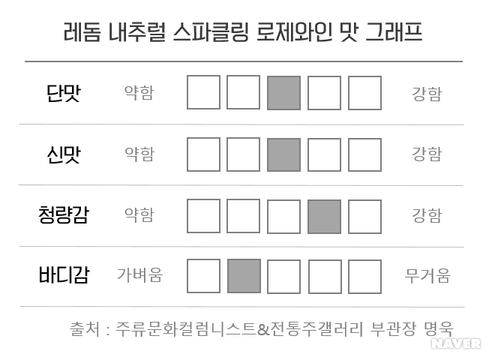 레돔 내추럴 스파클링 로제와인 맛 그래프
단맛 약함 강함
신맛 약함 강함
청량감 약함 강함
바디감 가벼움 무거움
출처 : 주류문화컬럼니스트&전통주갤러리 부관장 명욱
NAVER